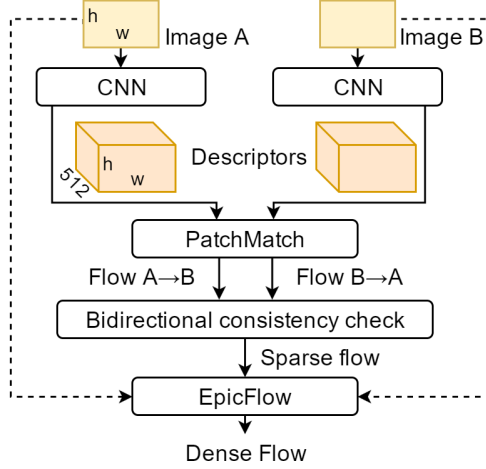 h
w
Image A
Image B
CNN
CNN
Descriptors
h
w
512
PatchMatch
Flow A→B
Flow B→A
Bidirectional consistency check
Sparse flow
EpicFlow
Dense Flow